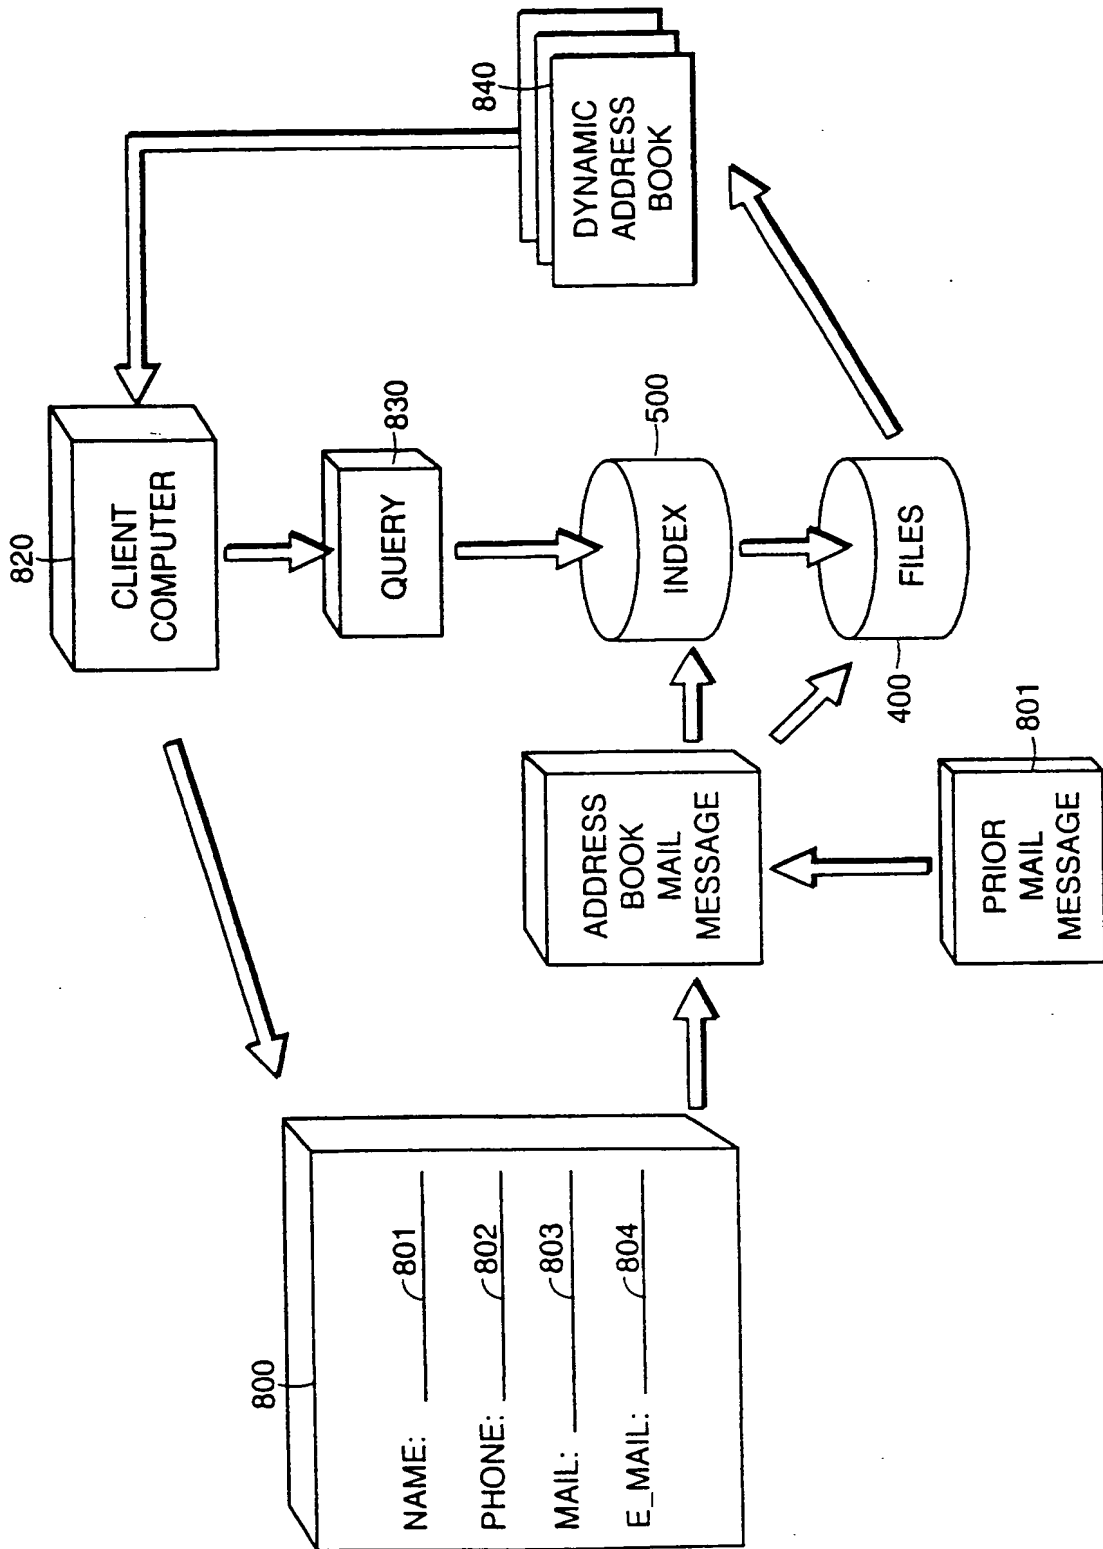 800
NAME:
801
PHONE:
802
MAIL:
803
E_MAIL:
804
820
CLIENT
COMPUTER
830
QUERY
840
DYNAMIC
ADDRESS
BOOK
ADDRESS
BOOK
MAIL
MESSAGE
500
INDEX
400
FILES
801
PRIOR
MAIL
MESSAGE